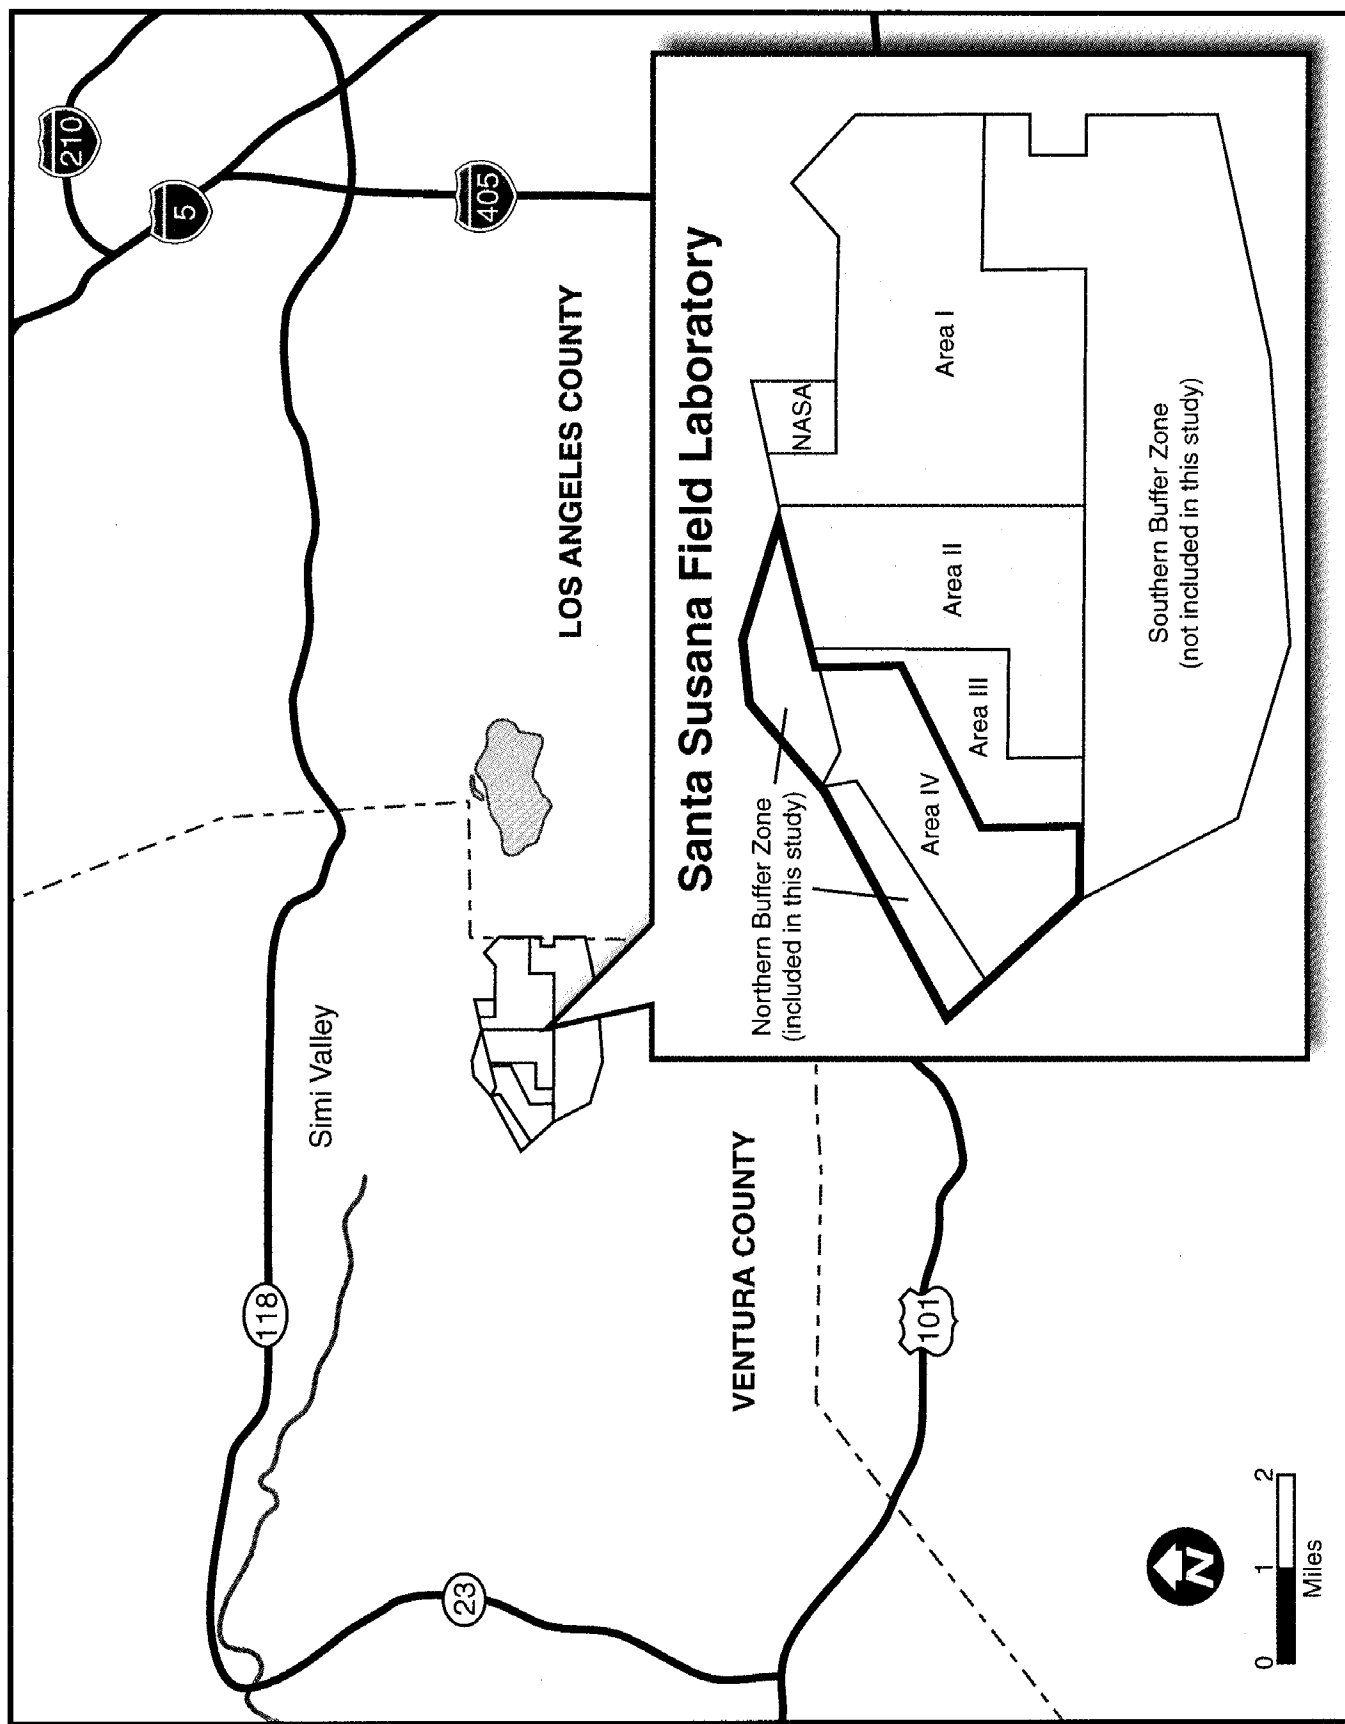 210
5
405
LOS ANGELES COUNTY
118
Simi Valley
23
VENTURA COUNTY
101
Santa Susana Field Laboratory
Northern Buffer Zone
(included in this study)
NASA
Area I
Area II
Area III
Area IV
Southern Buffer Zone
(not included in this study)
N
0 1 2
Miles